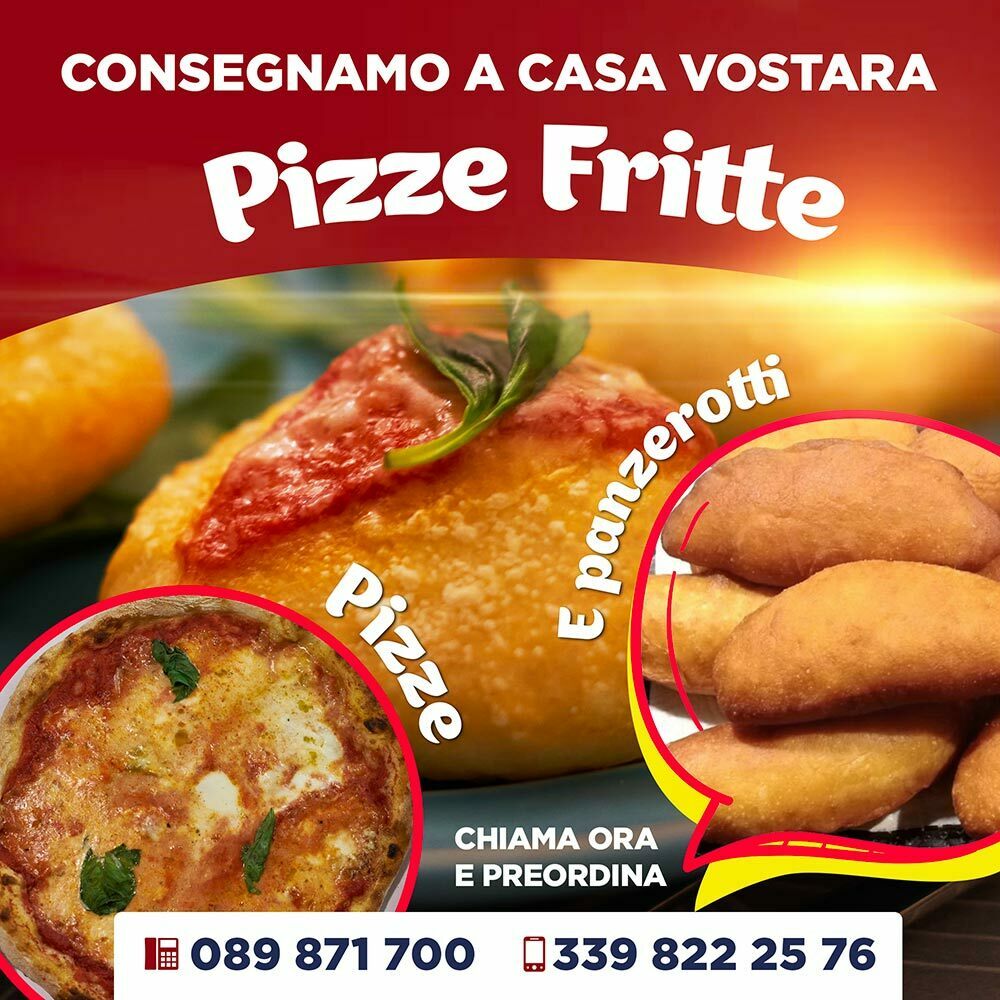 CONSEGNAMO A CASA VOSTARA
Pizze Fritte
E panzerotti
Pizze
CHIAMA ORA
E PREORDINA
089 871 700
339 822 25 76